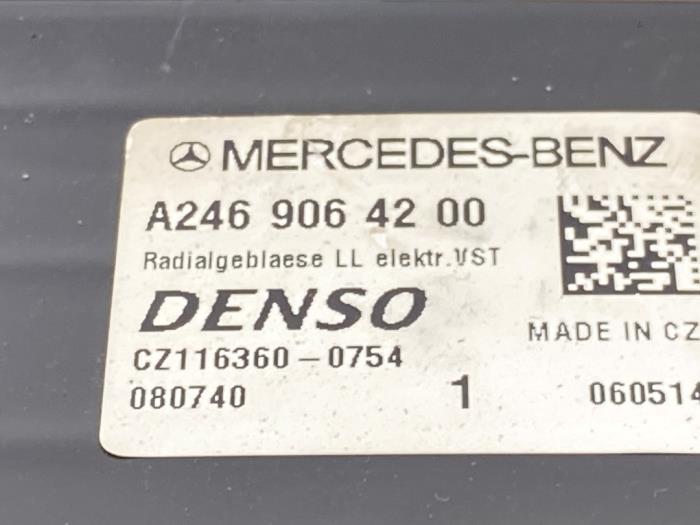 MERCEDES-BENZ
A246 906 42 00
Radialgeblaese LL elektr.VST
DENSO
MADE IN CZ
CZ116360-0754
080740 1 060514